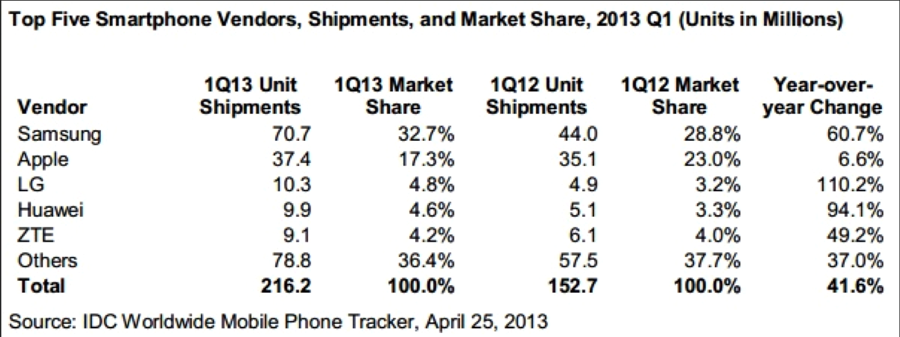 Top Five Smartphone Vendors, Shipments, and Market Share, 2013 Q1 (Units in Millions)
1Q13 Unit 1Q13 Market 1Q12 Unit 1Q12 Market Year-over-
Vendor Shipments Share Shipments Share year Change
Samsung 70.7 32.7% 44.0 28.8% 60.7%
Apple 37.4 17.3% 35.1 23.0% 6.6%
LG 10.3 4.8% 4.9 3.2% 110.2%
Huawei 9.9 4.6% 5.1 3.3% 94.1%
ZTE 9.1 4.2% 6.1 4.0% 49.2%
Others 78.8 36.4% 57.5 37.7% 37.0%
Total 216.2 100.0% 152.7 100.0% 41.6%
Source: IDC Worldwide Mobile Phone Tracker, April 25, 2013